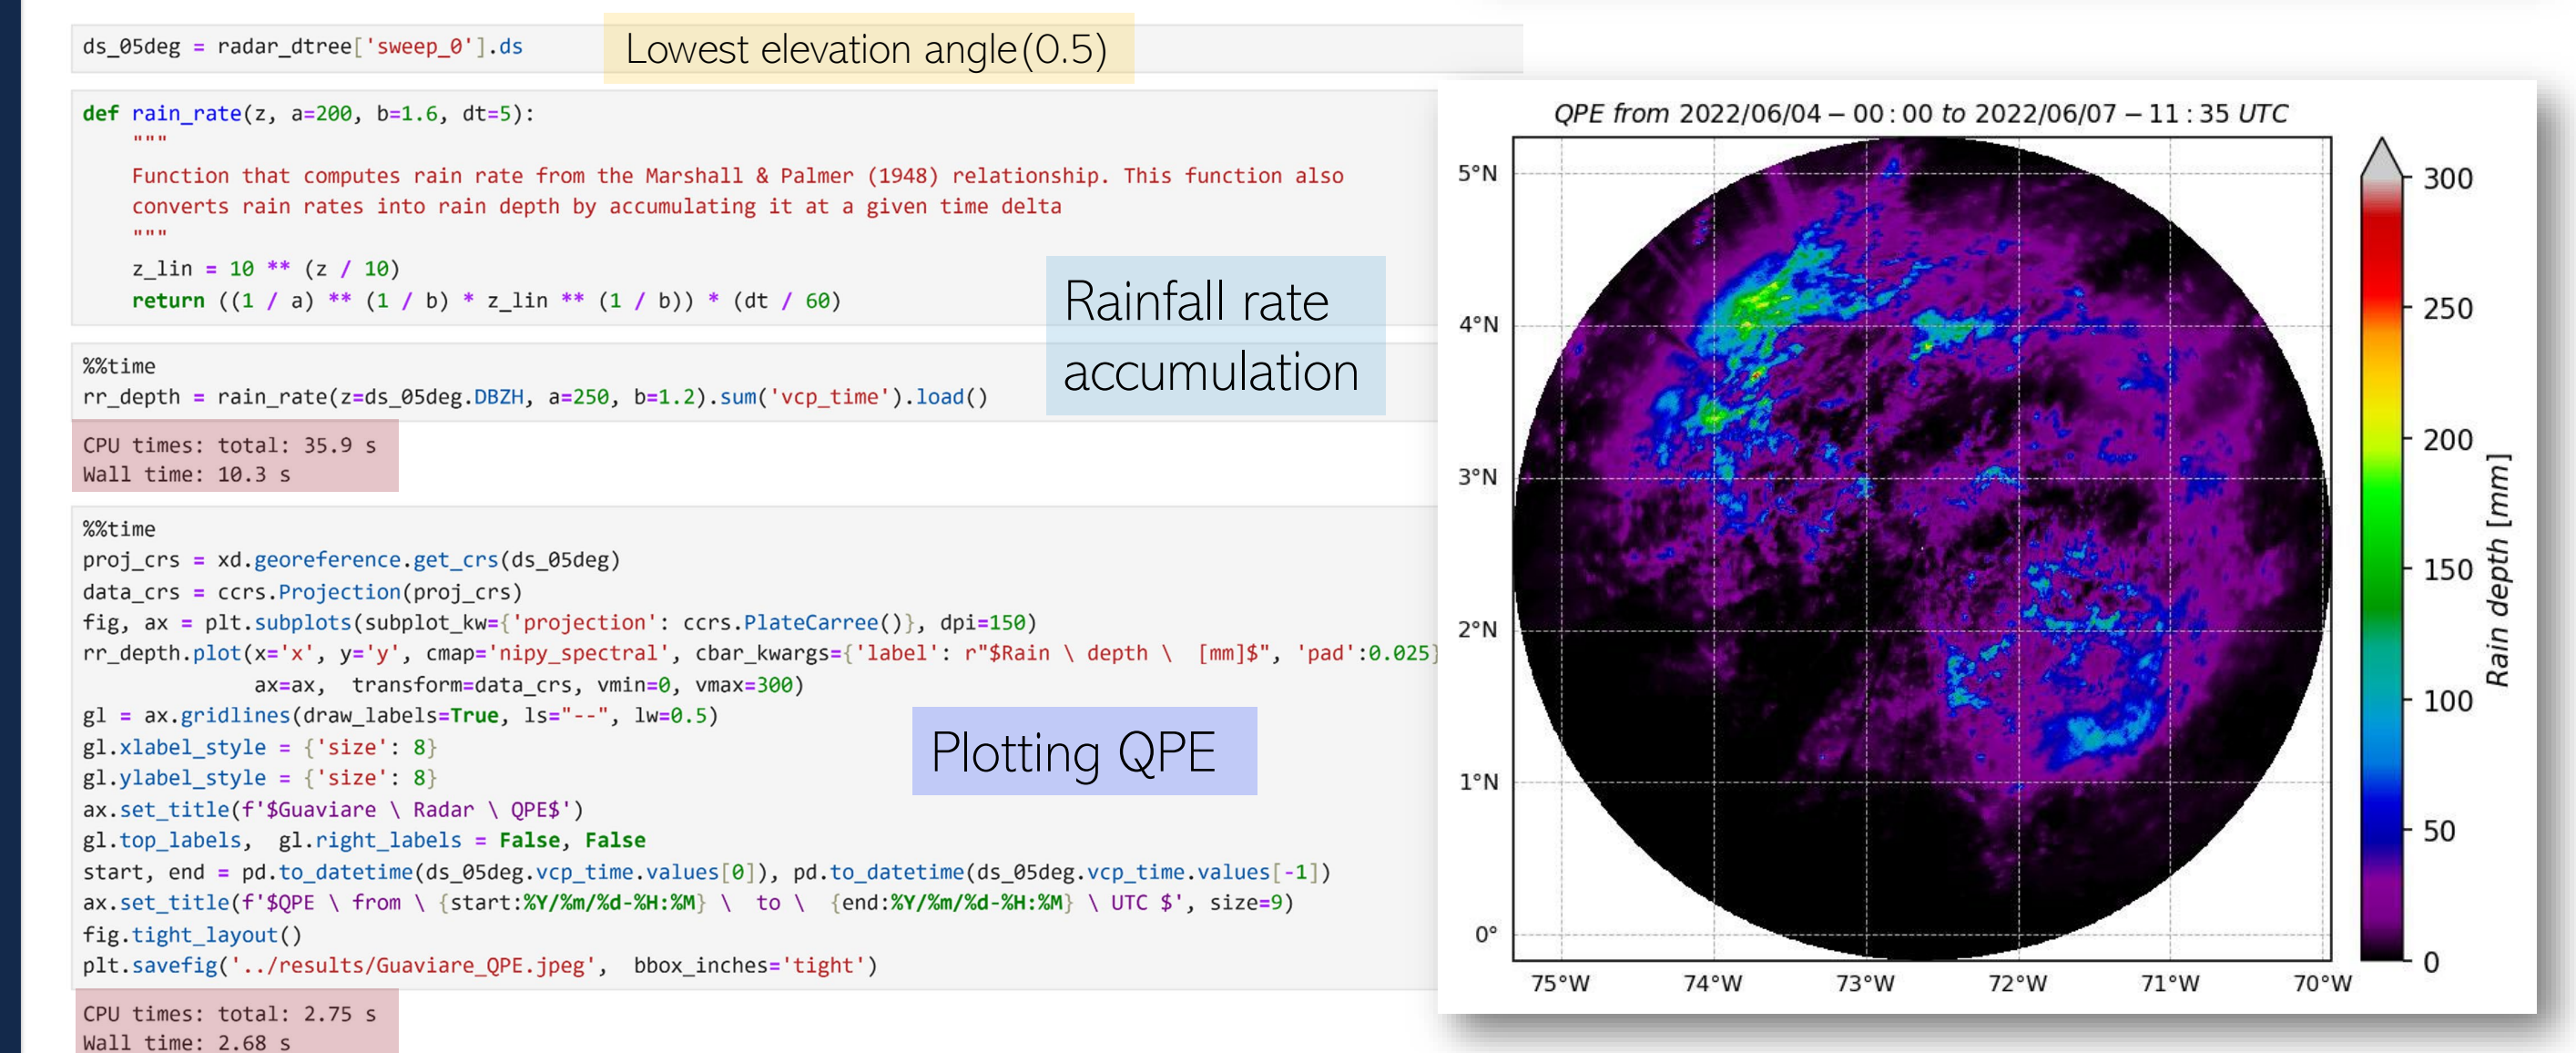 ds_05deg = radar_dtree['sweep_0'].ds
Lowest elevation angle(0.5)
def rain_rate(z, a=200, b=1.6, dt=5):
"""
Function that computes rain rate from the Marshall & Palmer (1948) relationship. This function also
converts rain rates into rain depth by accumulating it at a given time delta
"""
z_lin = 10 ** (z / 10)
return ((1 / a) ** (1 / b) * z_lin ** (1 / b)) * (dt / 60)
Rainfall rate
accumulation
%%time
rr_depth = rain_rate(z=ds_05deg.DBZH, a=250, b=1.2).sum('vcp_time').load()
CPU times: total: 35.9 s
Wall time: 10.3 s
%%time
proj_crs = xd.georeference.get_crs(ds_05deg)
data_crs = ccrs.Projection(proj_crs)
fig, ax = plt.subplots(subplot_kw={'projection': ccrs.PlateCarree()}, dpi=150)
rr_depth.plot(x='x', y='y', cmap='nipy_spectral', cbar_kwargs={'label': r"$Rain \ depth \  [mm]$", 'pad':0.025}
ax=ax,  transform=data_crs, vmin=0, vmax=300)
gl = ax.gridlines(draw_labels=True, ls="--", lw=0.5)
gl.xlabel_style = {'size': 8}
gl.ylabel_style = {'size': 8}
ax.set_title(f'$Guaviare \ Radar \ QPE$')
gl.top_labels,  gl.right_labels = False, False
start, end = pd.to_datetime(ds_05deg.vcp_time.values[0]), pd.to_datetime(ds_05deg.vcp_time.values[-1])
ax.set_title(f'$QPE \ from \ {start:%Y/%m/%d-%H:%M} \  to \  {end:%Y/%m/%d-%H:%M} \ UTC $', size=9)
fig.tight_layout()
plt.savefig('../results/Guaviare_QPE.jpeg',  bbox_inches='tight')
Plotting QPE
CPU times: total: 2.75 s
Wall time: 2.68 s
QPE from 2022/06/04 − 00 : 00 to 2022/06/07 − 11 : 35 UTC
5°N
4°N
3°N
2°N
1°N
0°
75°W 74°W 73°W 72°W 71°W 70°W
300
250
200
150
100
50
0
Rain depth [mm]